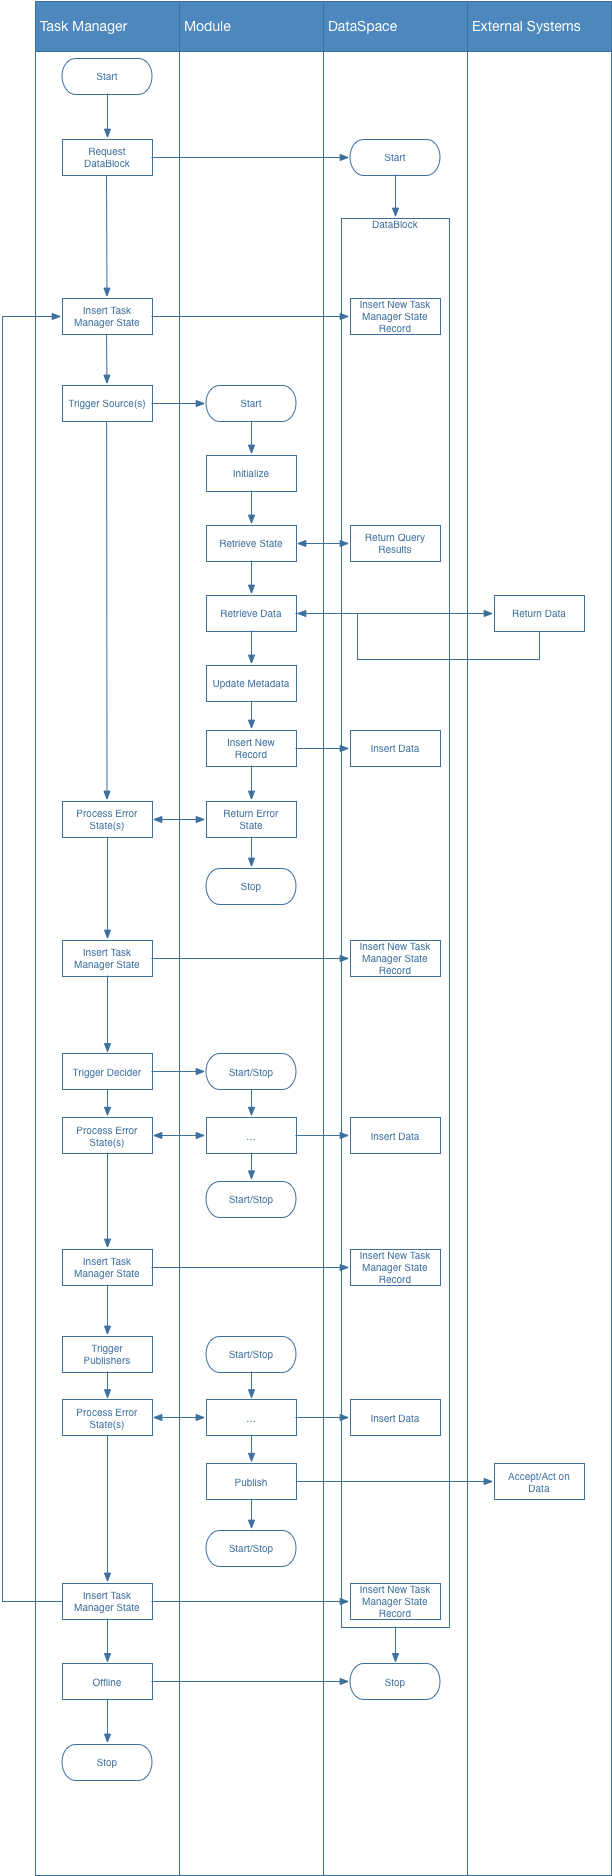 Task Manager
Module
DataSpace
External Systems
Start
Request
DataBlock
Start
DataBlock
Insert Task
Manager State
Insert New Task
Manager State
Record
Trigger Source(s)
Start
Initialize
Retrieve State
Return Query
Results
Retrieve Data
Return Data
Update Metadata
Insert New
Record
Insert Data
Process Error
State(s)
Return Error
State
Stop
Insert Task
Manager State
Insert New Task
Manager State
Record
Trigger Decider
Start/Stop
Process Error
State(s)
...
Insert Data
Start/Stop
Insert Task
Manager State
Insert New Task
Manager State
Record
Trigger
Publishers
Start/Stop
Process Error
State(s)
...
Insert Data
Publish
Accept/Act on
Data
Start/Stop
Insert Task
Manager State
Insert New Task
Manager State
Record
Offline
Stop
Stop